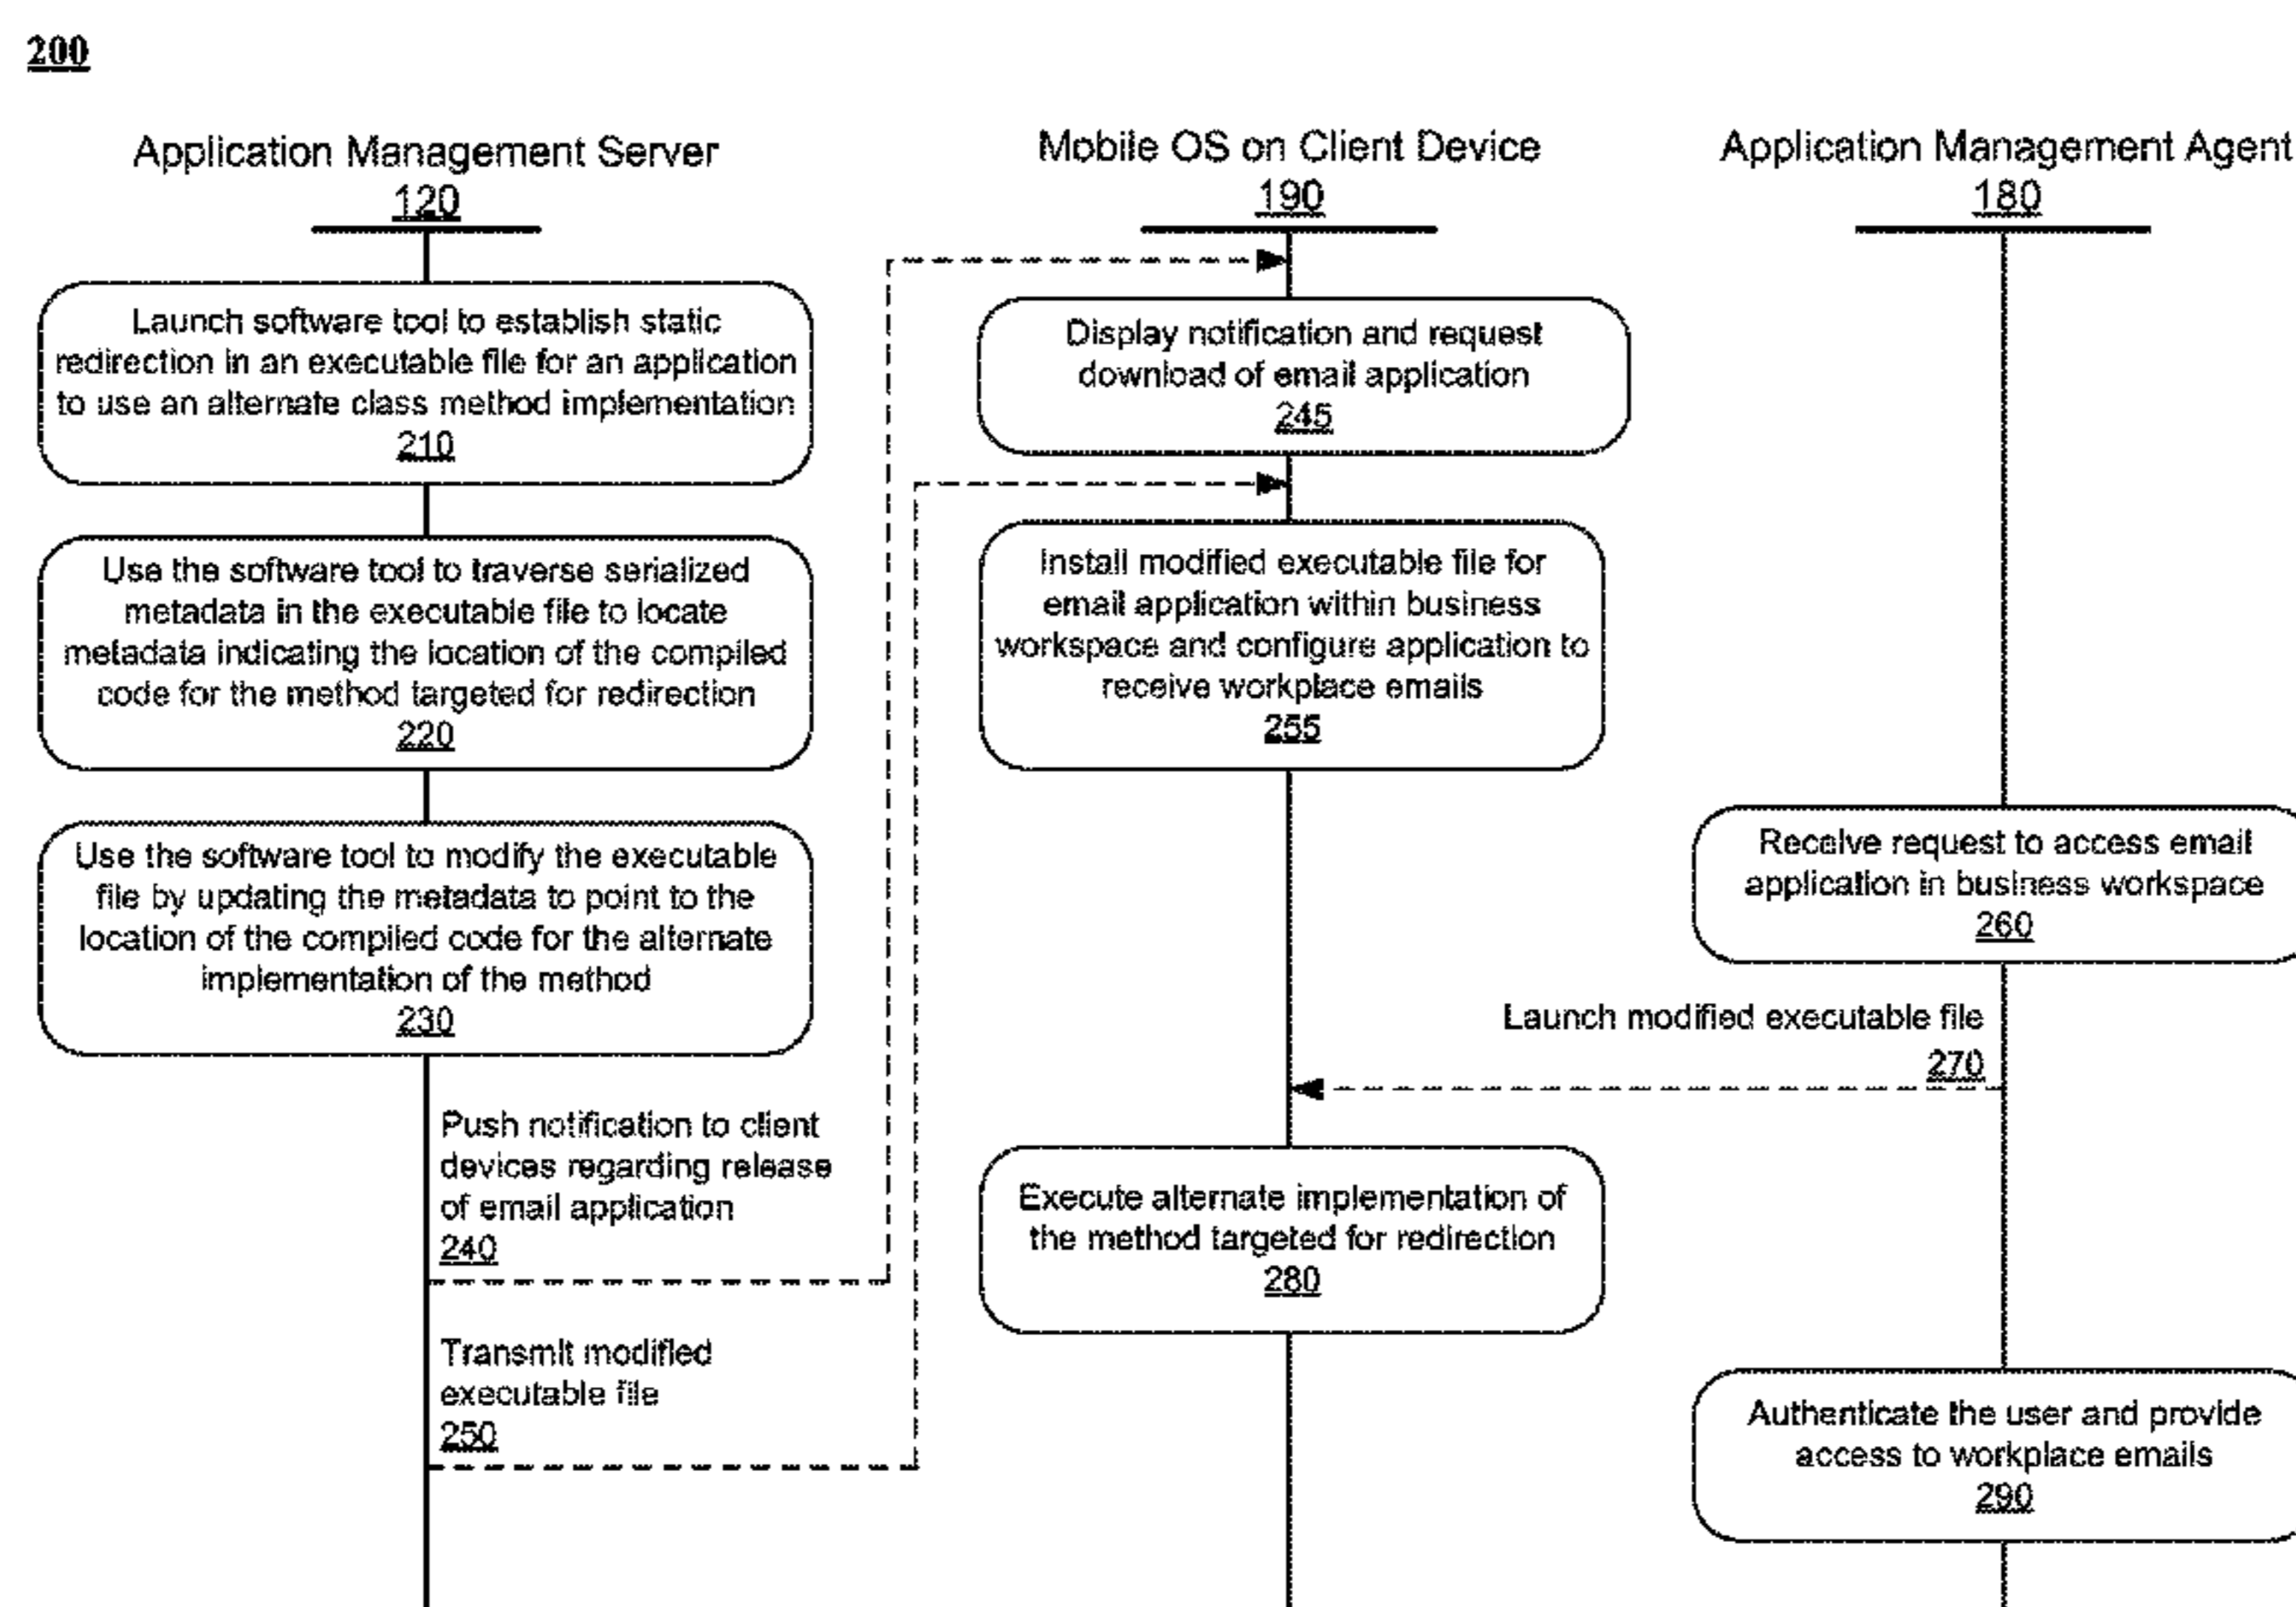 200
Application Management Server
120
Mobile OS on Client Device
190
Application Management Agent
180
Launch software tool to establish static
redirection in an executable file for an application
to use an alternate class method implementation
210
Use the software tool to traverse serialized
metadata in the executable file to locate
metadata indicating the location of the compiled
code for the method targeted for redirection
220
Use the software tool to modify the executable
file by updating the metadata to point to the
location of the compiled code for the alternate
implementation of the method
230
Push notification to client
devices regarding release
of email application
240
Transmit modified
executable file
250
Display notification and request
download of email application
245
Install modified executable file for
email application within business
workspace and configure application to
receive workplace emails
255
Receive request to access email
application in business workspace
260
Launch modified executable file
270
Execute alternate implementation of
the method targeted for redirection
280
Authenticate the user and provide
access to workplace emails
290